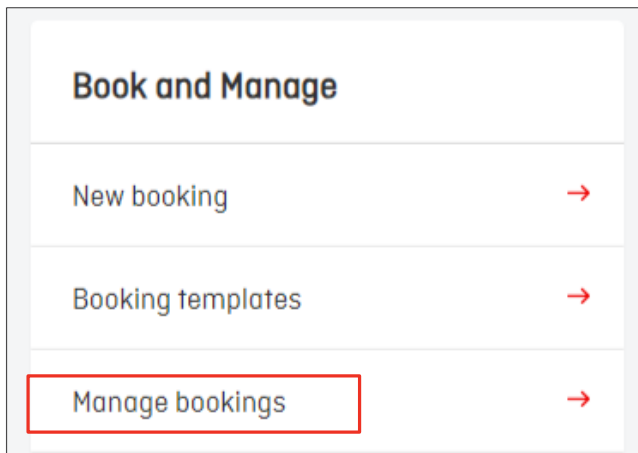 Book and Manage
New booking
Booking templates
Manage bookings